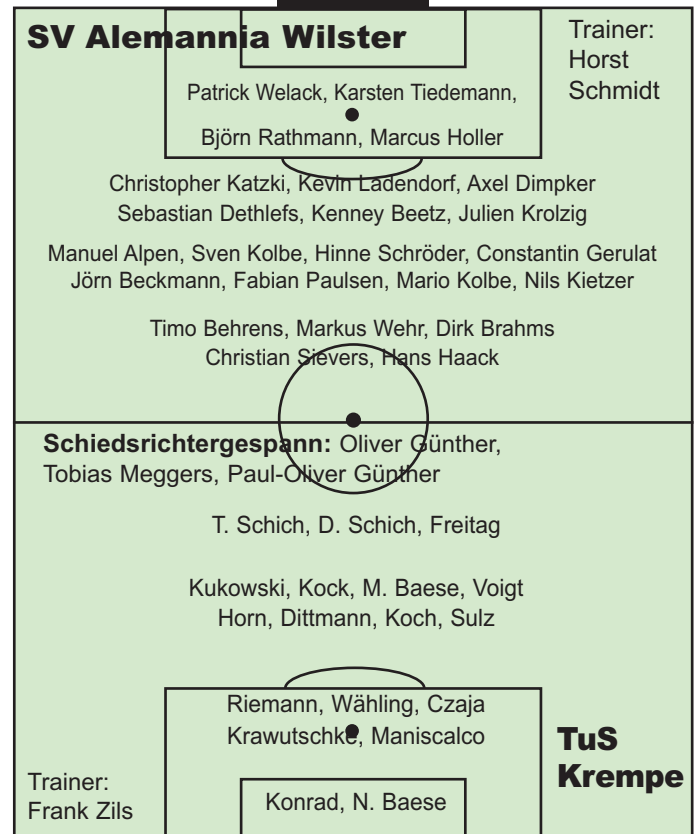 SV Alemannia Wilster
Trainer:
Horst
Schmidt
Patrick Welack, Karsten Tiedemann,
Björn Rathmann, Marcus Holler
Christopher Katzki, Kevin Ladendorf, Axel Dimpker
Sebastian Dethlefs, Kenney Beetz, Julien Krolzig
Manuel Alpen, Sven Kolbe, Hinne Schröder, Constantin Gerulat
Jörn Beckmann, Fabian Paulsen, Mario Kolbe, Nils Kietzer
Timo Behrens, Markus Wehr, Dirk Brahms
Christian Sievers, Hans Haack
Schiedsrichtergespann: Oliver Günther,
Tobias Meggers, Paul-Oliver Günther
T. Schich, D. Schich, Freitag
Kukowski, Kock, M. Baese, Voigt
Horn, Dittmann, Koch, Sulz
Riemann, Wähling, Czaja
Krawutschke, Maniscalco
TuS
Krempe
Trainer:
Frank Zils
Konrad, N. Baese